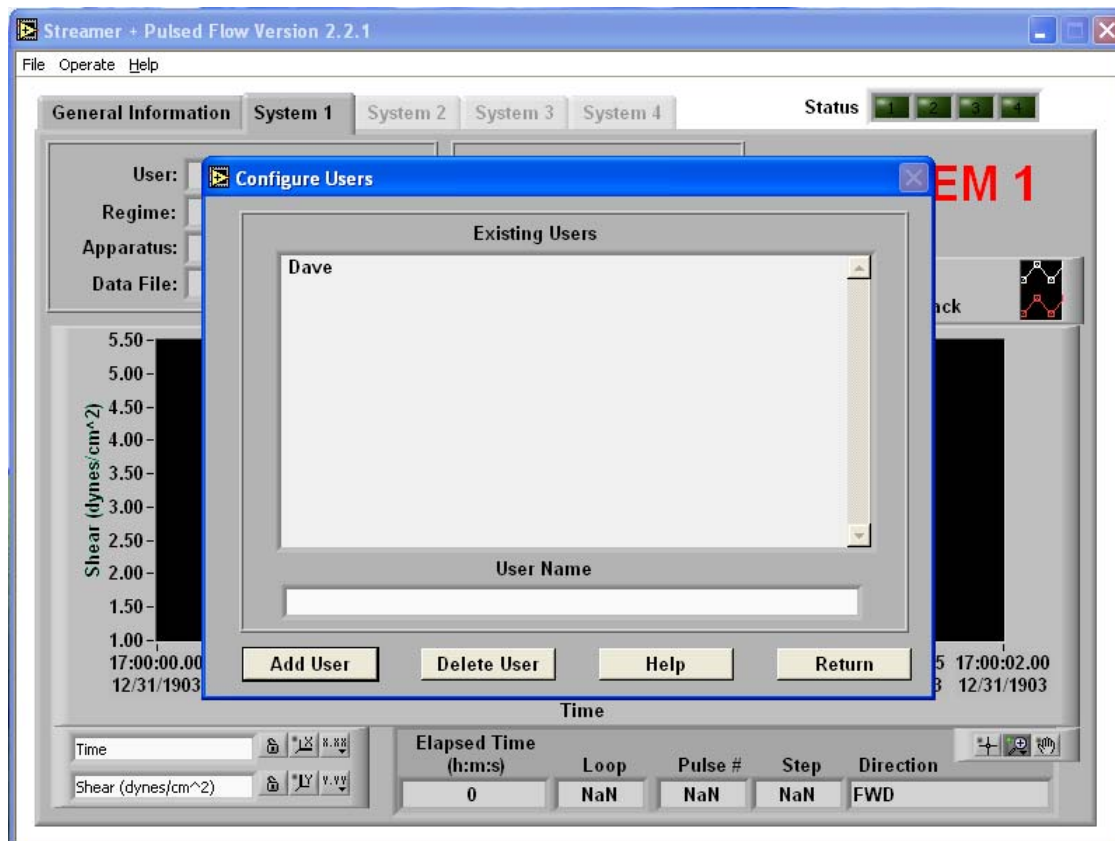 Streamer + Pulsed Flow Version 2.2.1
File Operate Help
General Information System 1 System 2 System 3 System 4 Status 1 2 3 4
User:
Regime:
Apparatus:
Data File:
EM 1
ack
Configure Users
Existing Users
Dave
User Name
Add User Delete User Help Return
5.50
5.00
4.50
4.00
3.50
3.00
2.50
2.00
1.50
1.00
Shear (dynes/cm^2)
17:00:00.00 5 17:00:02.00
12/31/1903 3 12/31/1903
Time
Time X X.XX
Shear (dynes/cm^2) Y Y.YY
Elapsed Time
(h:m:s) Loop Pulse # Step Direction
0 NaN NaN NaN FWD